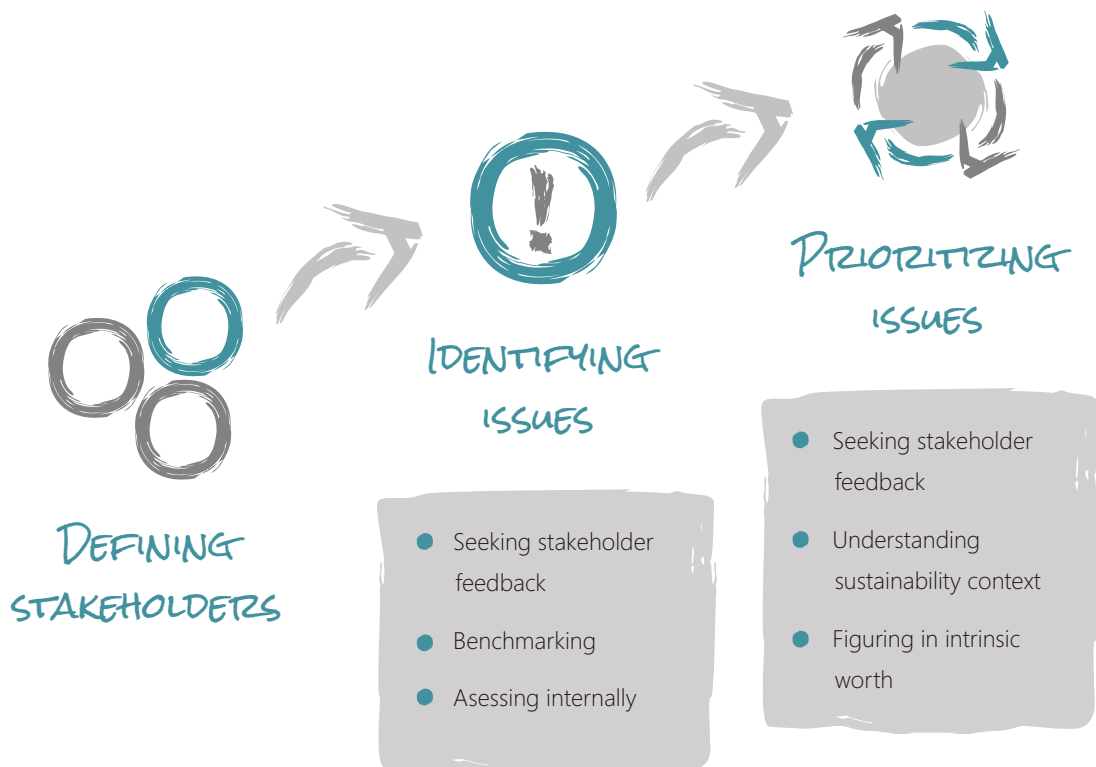 Defining
stakeholders
Identifying
issues
Seeking stakeholder
feedback
Benchmarking
Asessing internally
Prioritizing
issues
Seeking stakeholder
feedback
Understanding
sustainability context
Figuring in intrinsic
worth